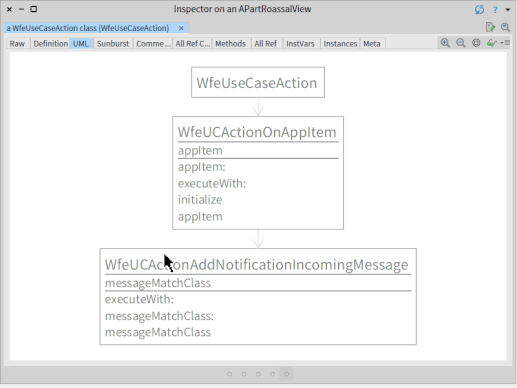 Inspector on an APartRoassalView
a WfeUseCaseAction class (WfeUseCaseAction)
Raw Definition UML Sunburst Comme... All Ref C... Methods All Ref InstVars Instances Meta
WfeUseCaseAction
WfeUCActionOnAppItem
appItem
appItem:
executeWith:
initialize
appItem
WfeUCActionAddNotificationIncomingMessage
messageMatchClass
executeWith:
messageMatchClass:
messageMatchClass